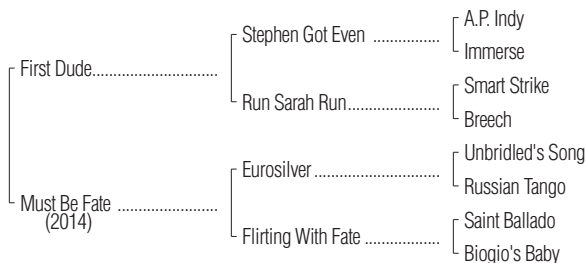 A.P. Indy
Stephen Got Even ................
Immerse
First Dude..............................
Smart Strike
Run Sarah Run......................
Breech
Unbridled's Song
Eurosilver ..............................
Russian Tango
Must Be Fate ........................
(2014)
Saint Ballado
Flirting With Fate ..................
Biogio's Baby